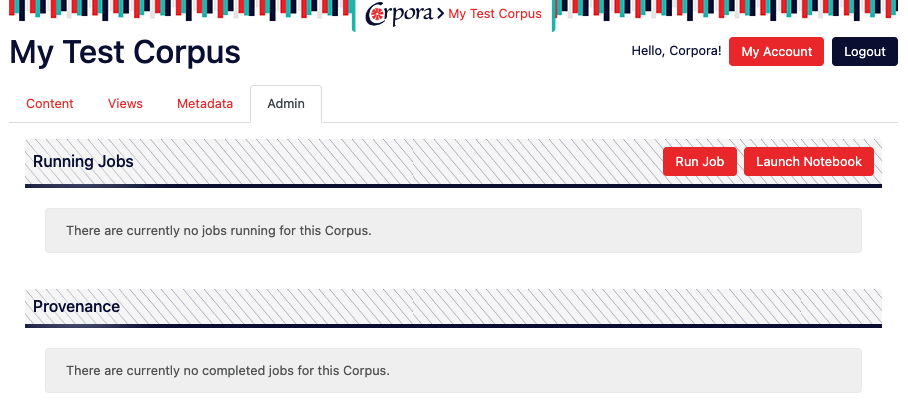 Corpora > My Test Corpus
My Test Corpus
Hello, Corpora! My Account Logout
Content Views Metadata Admin
Running Jobs Run Job Launch Notebook
There are currently no jobs running for this Corpus.
Provenance
There are currently no completed jobs for this Corpus.